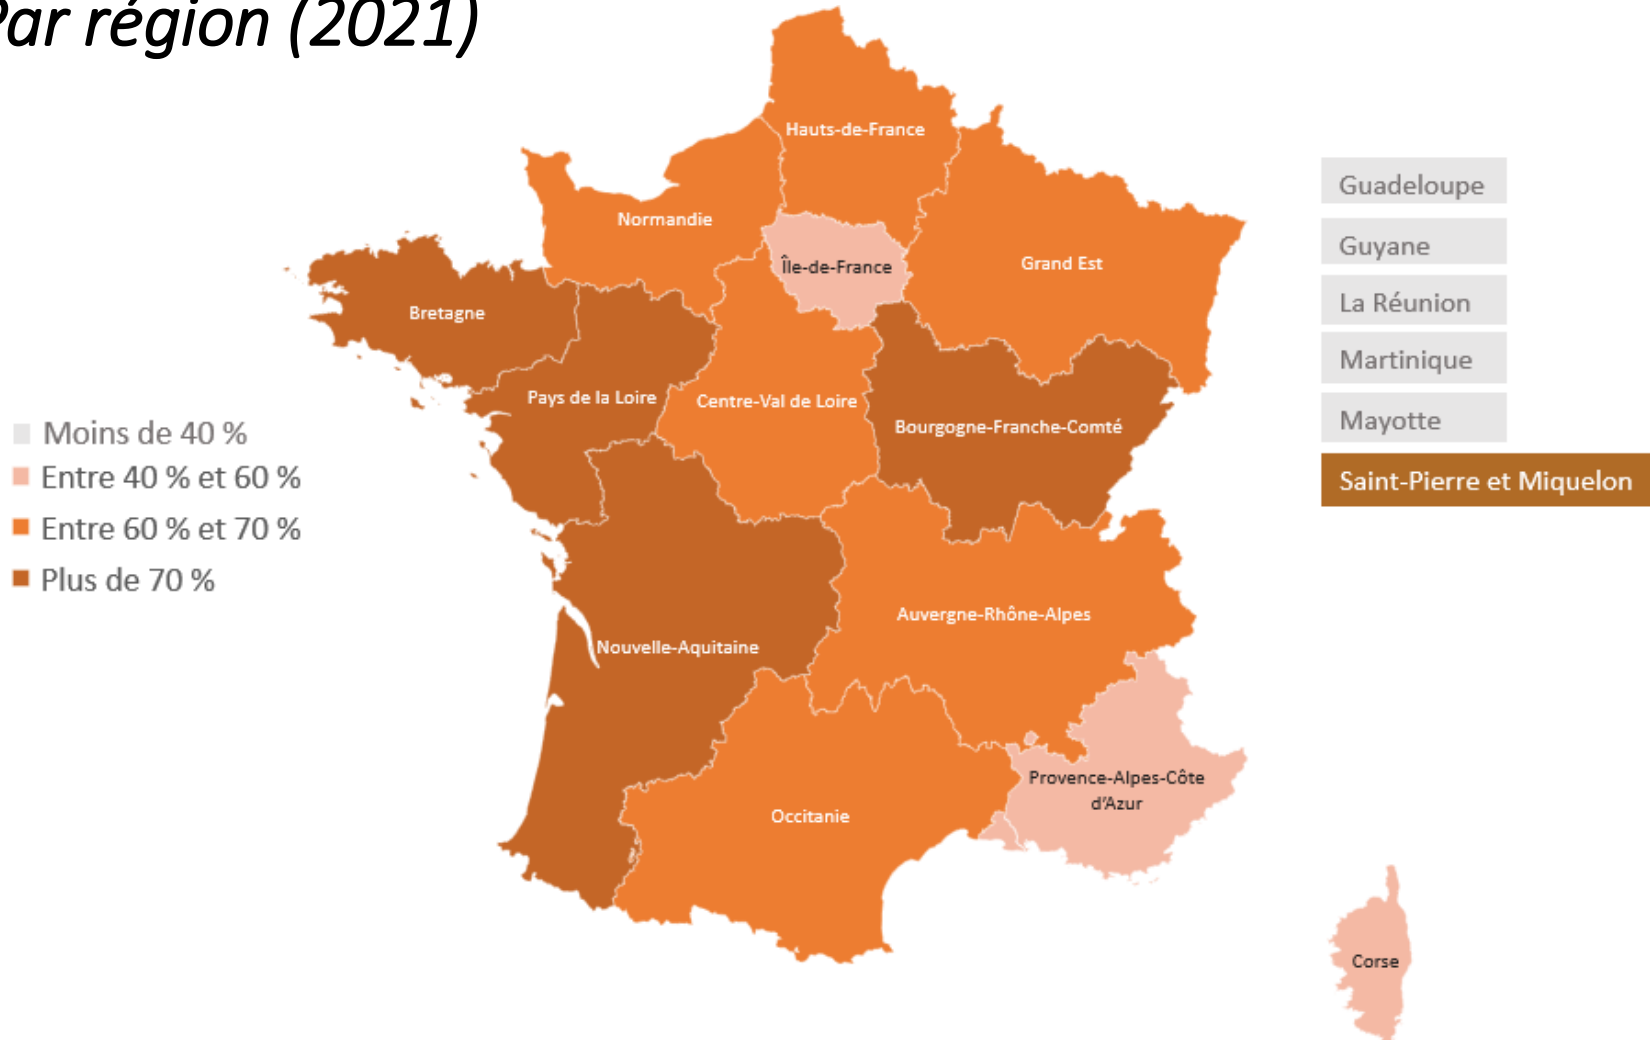 Par région (2021)
Hauts-de-France
Normandie
Île-de-France
Grand Est
Bretagne
Pays de la Loire
Centre-Val de Loire
Bourgogne-Franche-Comté
Auvergne-Rhône-Alpes
Nouvelle-Aquitaine
Provence-Alpes-Côte
d'Azur
Occitanie
Corse
Moins de 40 %
Entre 40 % et 60 %
Entre 60 % et 70 %
Plus de 70 %
Guadeloupe
Guyane
La Réunion
Martinique
Mayotte
Saint-Pierre et Miquelon